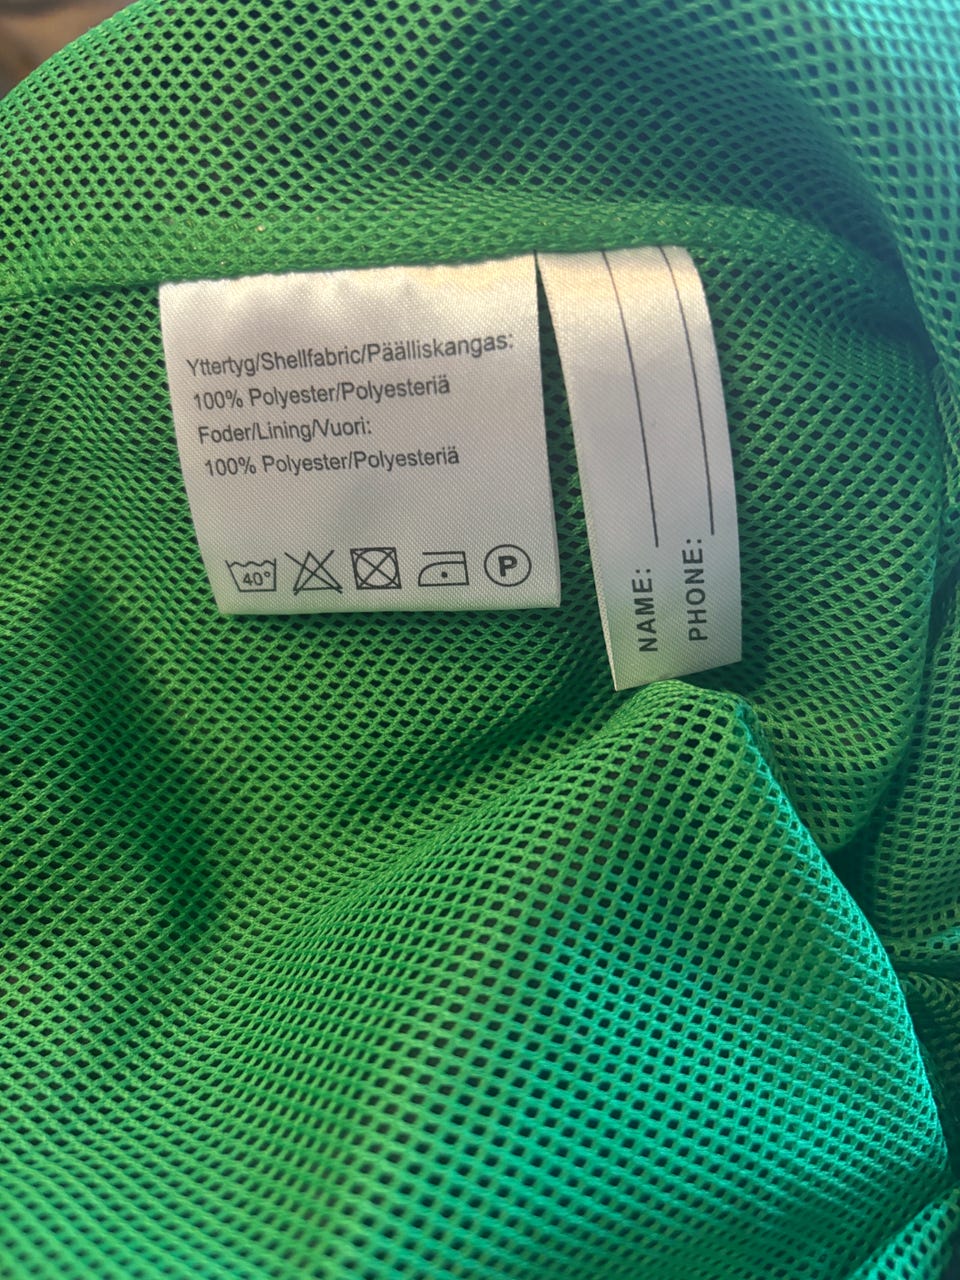 Yttertyg/Shellfabric/Päälliskangas:
100% Polyester/Polyesteriä
Foder/Lining/Vuori:
100% Polyester/Polyesteriä
40° P
NAME:
PHONE: